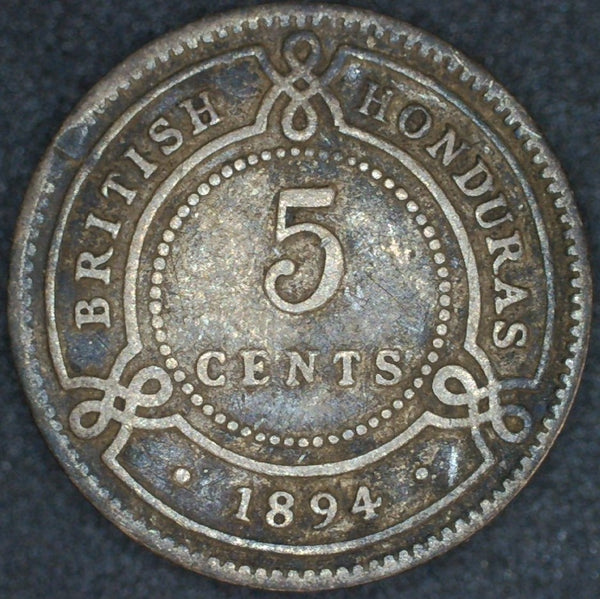 BRITISH HONDURAS
5
CENTS
· 1894 ·